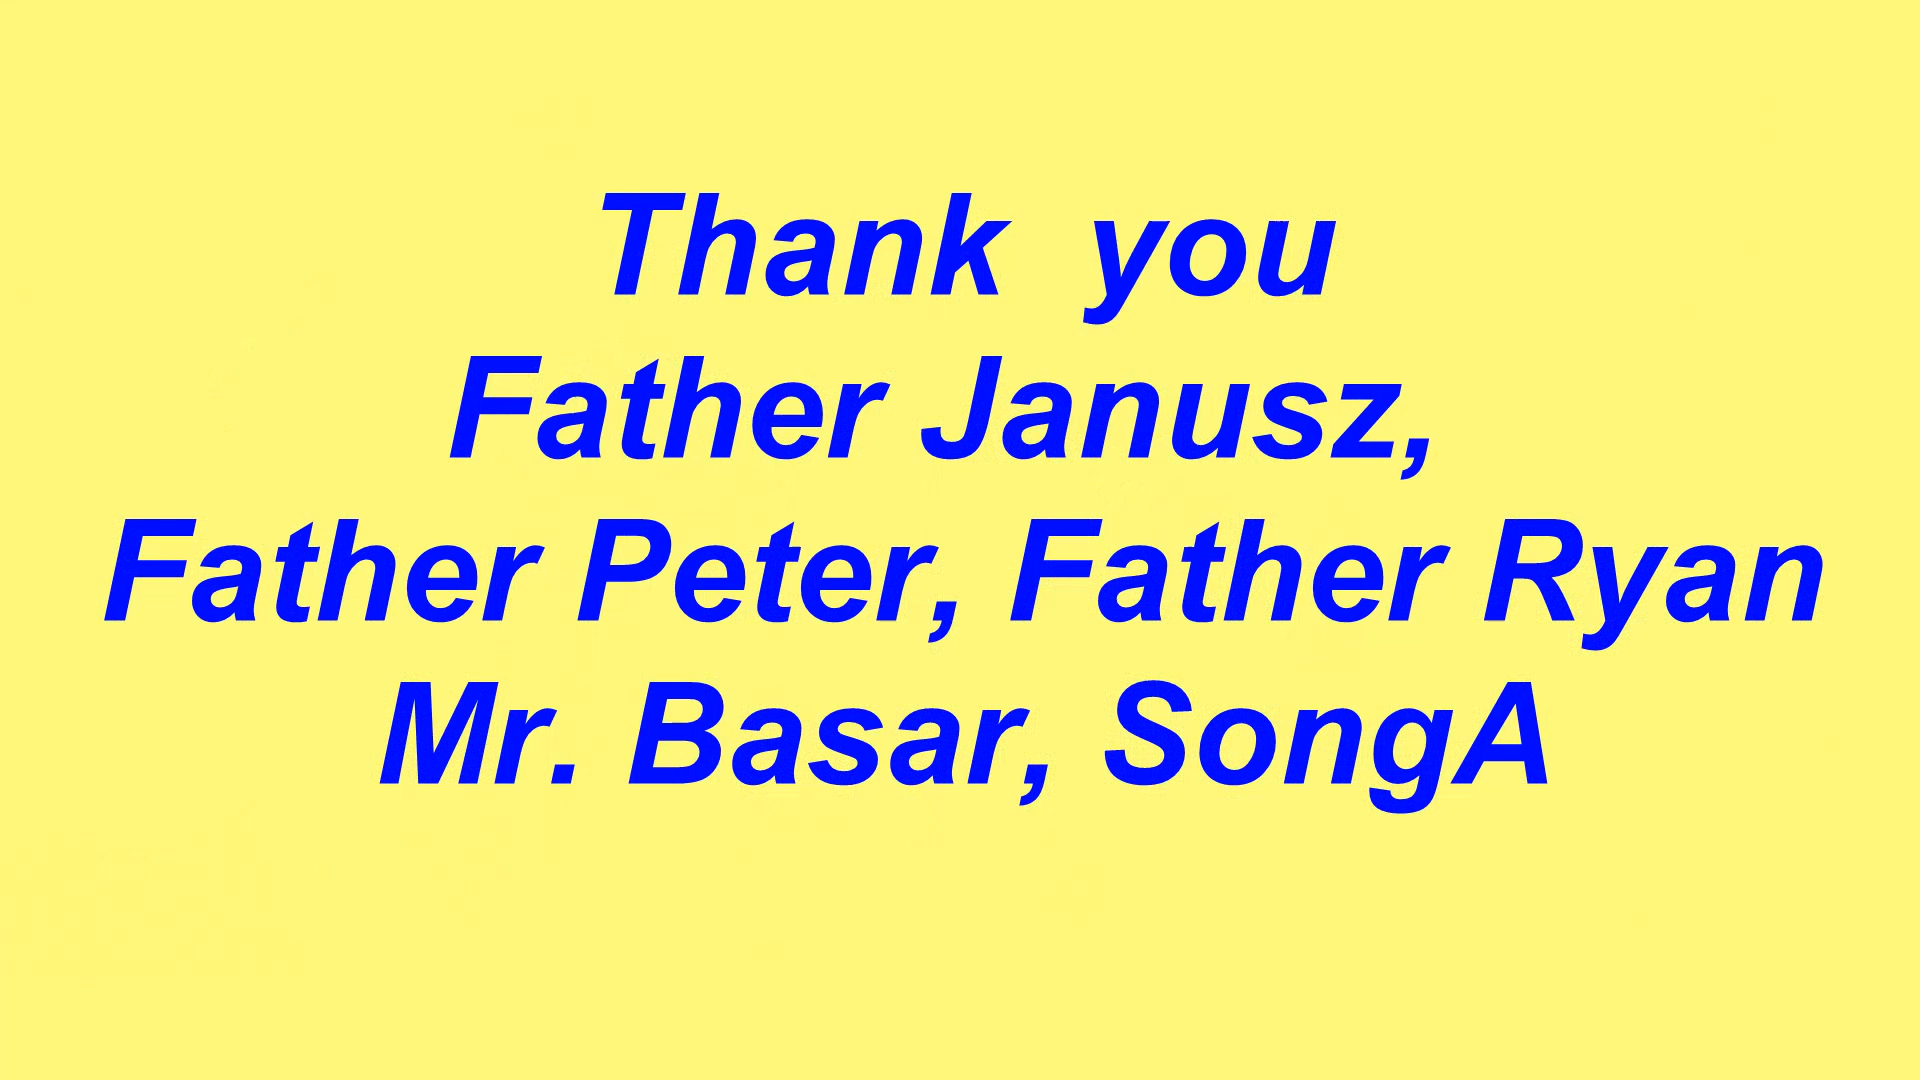 Thank  you
Father Janusz,
Father Peter, Father Ryan
Mr. Basar, SongA